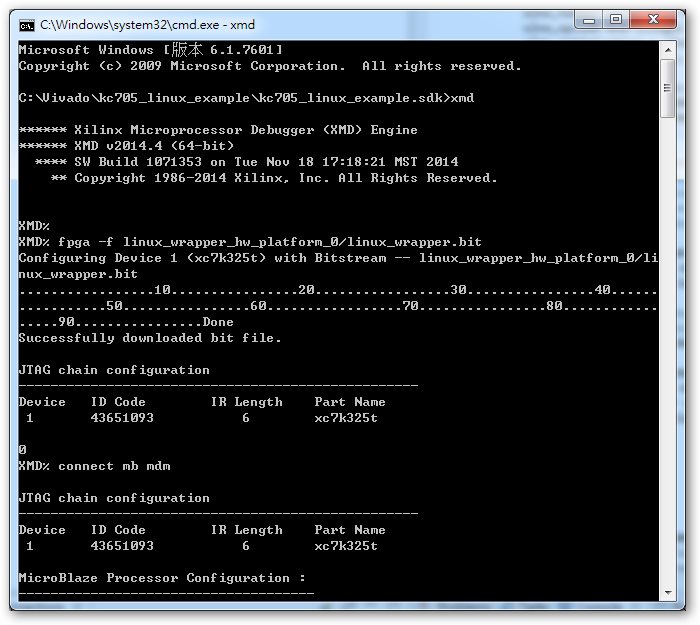 C:\Windows\system32\cmd.exe - xmd
Microsoft Windows [版本 6.1.7601]
Copyright (c) 2009 Microsoft Corporation.  All rights reserved.
C:\Vivado\kc705_linux_example\kc705_linux_example.sdk>xmd
****** Xilinx Microprocessor Debugger (XMD) Engine
****** XMD v2014.4 (64-bit)
  **** SW Build 1071353 on Tue Nov 18 17:18:21 MST 2014
    ** Copyright 1986-2014 Xilinx, Inc. All Rights Reserved.
XMD%
XMD% fpga -f linux_wrapper_hw_platform_0/linux_wrapper.bit
Configuring Device 1 (xc7k325t) with Bitstream -- linux_wrapper_hw_platform_0/li
nux_wrapper.bit
.................10................20.................30................40......
...........50................60.................70................80............
.....90................Done
Successfully downloaded bit file.
JTAG chain configuration
--------------------------------------------------
Device   ID Code        IR Length    Part Name
 1       43651093           6        xc7k325t
0
XMD% connect mb mdm
JTAG chain configuration
--------------------------------------------------
Device   ID Code        IR Length    Part Name
 1       43651093           6        xc7k325t
MicroBlaze Processor Configuration :
-------------------------------------